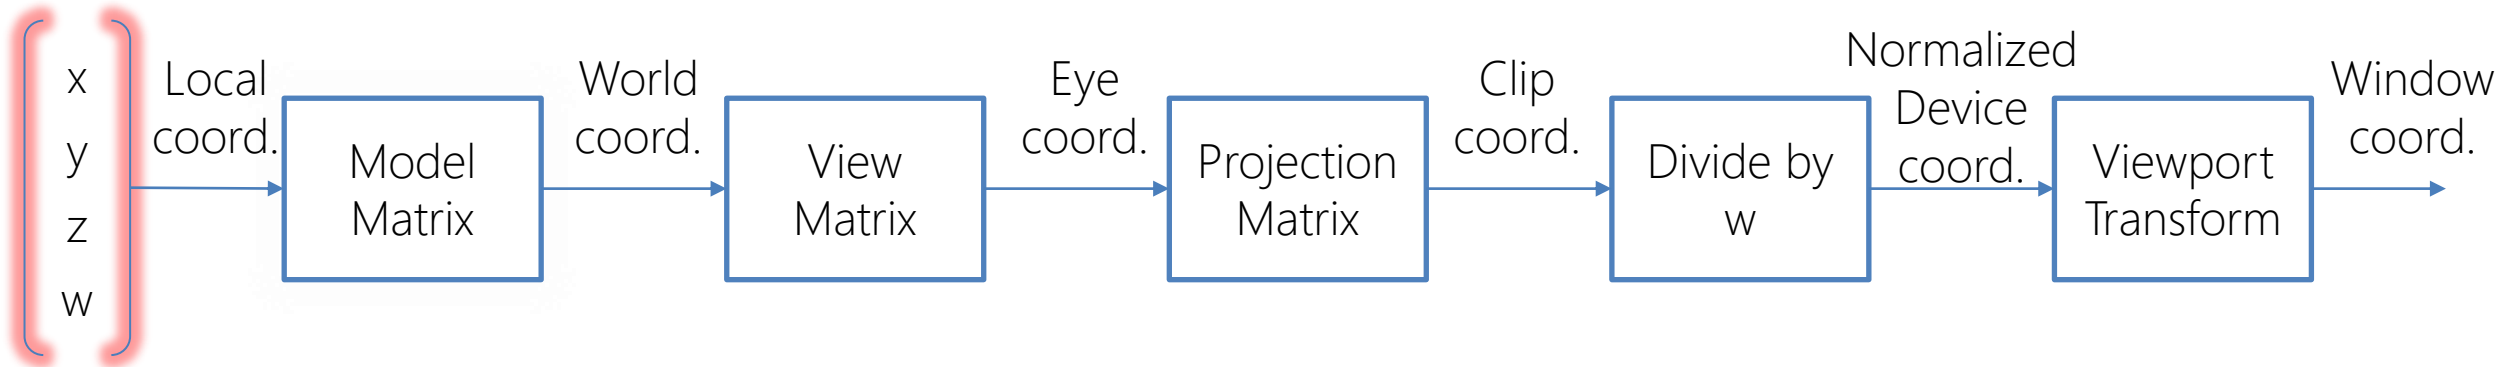 x
y
z
w
Local
coord.
Model
Matrix
World
coord.
View
Matrix
Eye
coord.
Projection
Matrix
Clip
coord.
Divide by
w
Normalized
Device
coord.
Viewport
Transform
Window
coord.